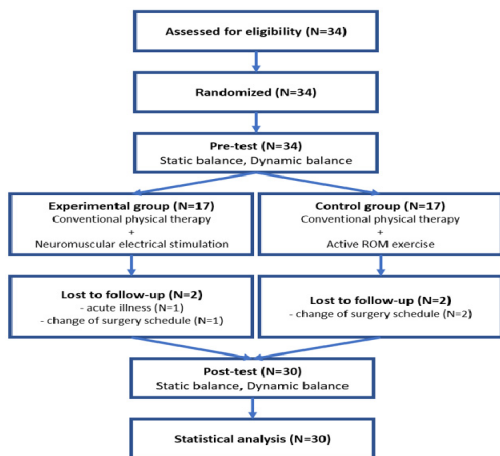 Assessed for eligibility (N=34)
Randomized (N=34)
Pre-test (N=34)
Static balance, Dynamic balance
Experimental group (N=17)
Conventional physical therapy
+
Neuromuscular electrical stimulation
Control group (N=17)
Conventional physical therapy
+
Active ROM exercise
Lost to follow-up (N=2)
- acute illness (N=1)
- change of surgery schedule (N=1)
Lost to follow-up (N=2)
- change of surgery schedule (N=2)
Post-test (N=30)
Static balance, Dynamic balance
Statistical analysis (N=30)